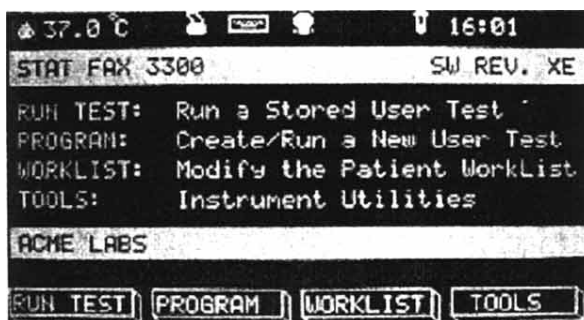 37.0 °C 16:01
STAT FAX 3300 SW REV. XE
RUN TEST: Run a Stored User Test
PROGRAM: Create/Run a New User Test
WORKLIST: Modify the Patient WorkList
TOOLS: Instrument Utilities
ACME LABS
RUN TEST PROGRAM WORKLIST TOOLS